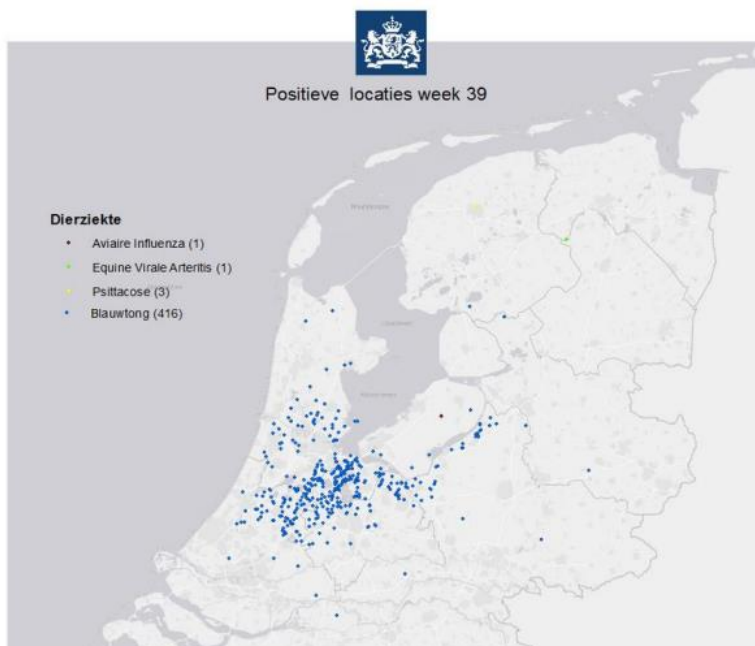 Positieve locaties week 39
Dierziekte
Aviaire Influenza (1)
Equine Virale Arteritis (1)
Psittacose (3)
Blauwtong (416)